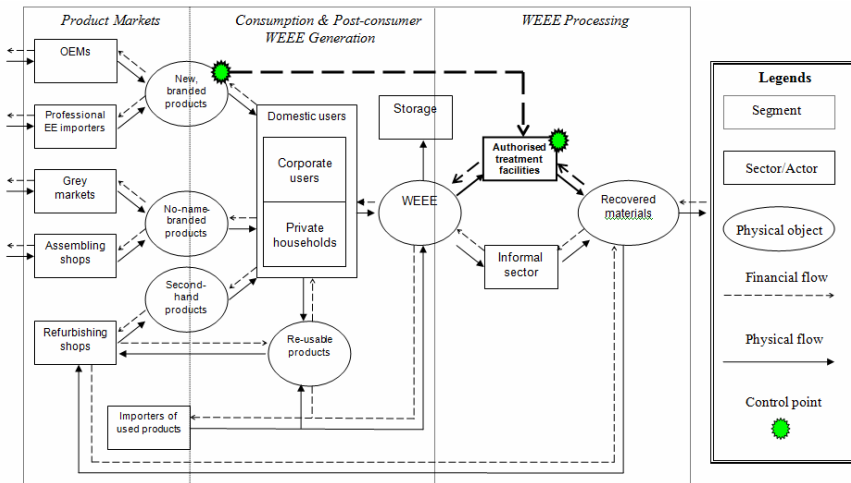 Product Markets
Consumption & Post-consumer
WEEE Generation
WEEE Processing
OEMs
Professional
EE importers
Grey
markets
Assembling
shops
Refurbishing
shops
New,
branded
products
No-name-
branded
products
Second-
hand
products
Importers of
used products
Domestic users
Corporate
users
Private
households
Re-usable
products
Storage
WEEE
Authorised
treatment
facilities
Informal
sector
Recovered
materials
Legends
Segment
Sector/Actor
Physical object
Financial flow
Physical flow
Control point